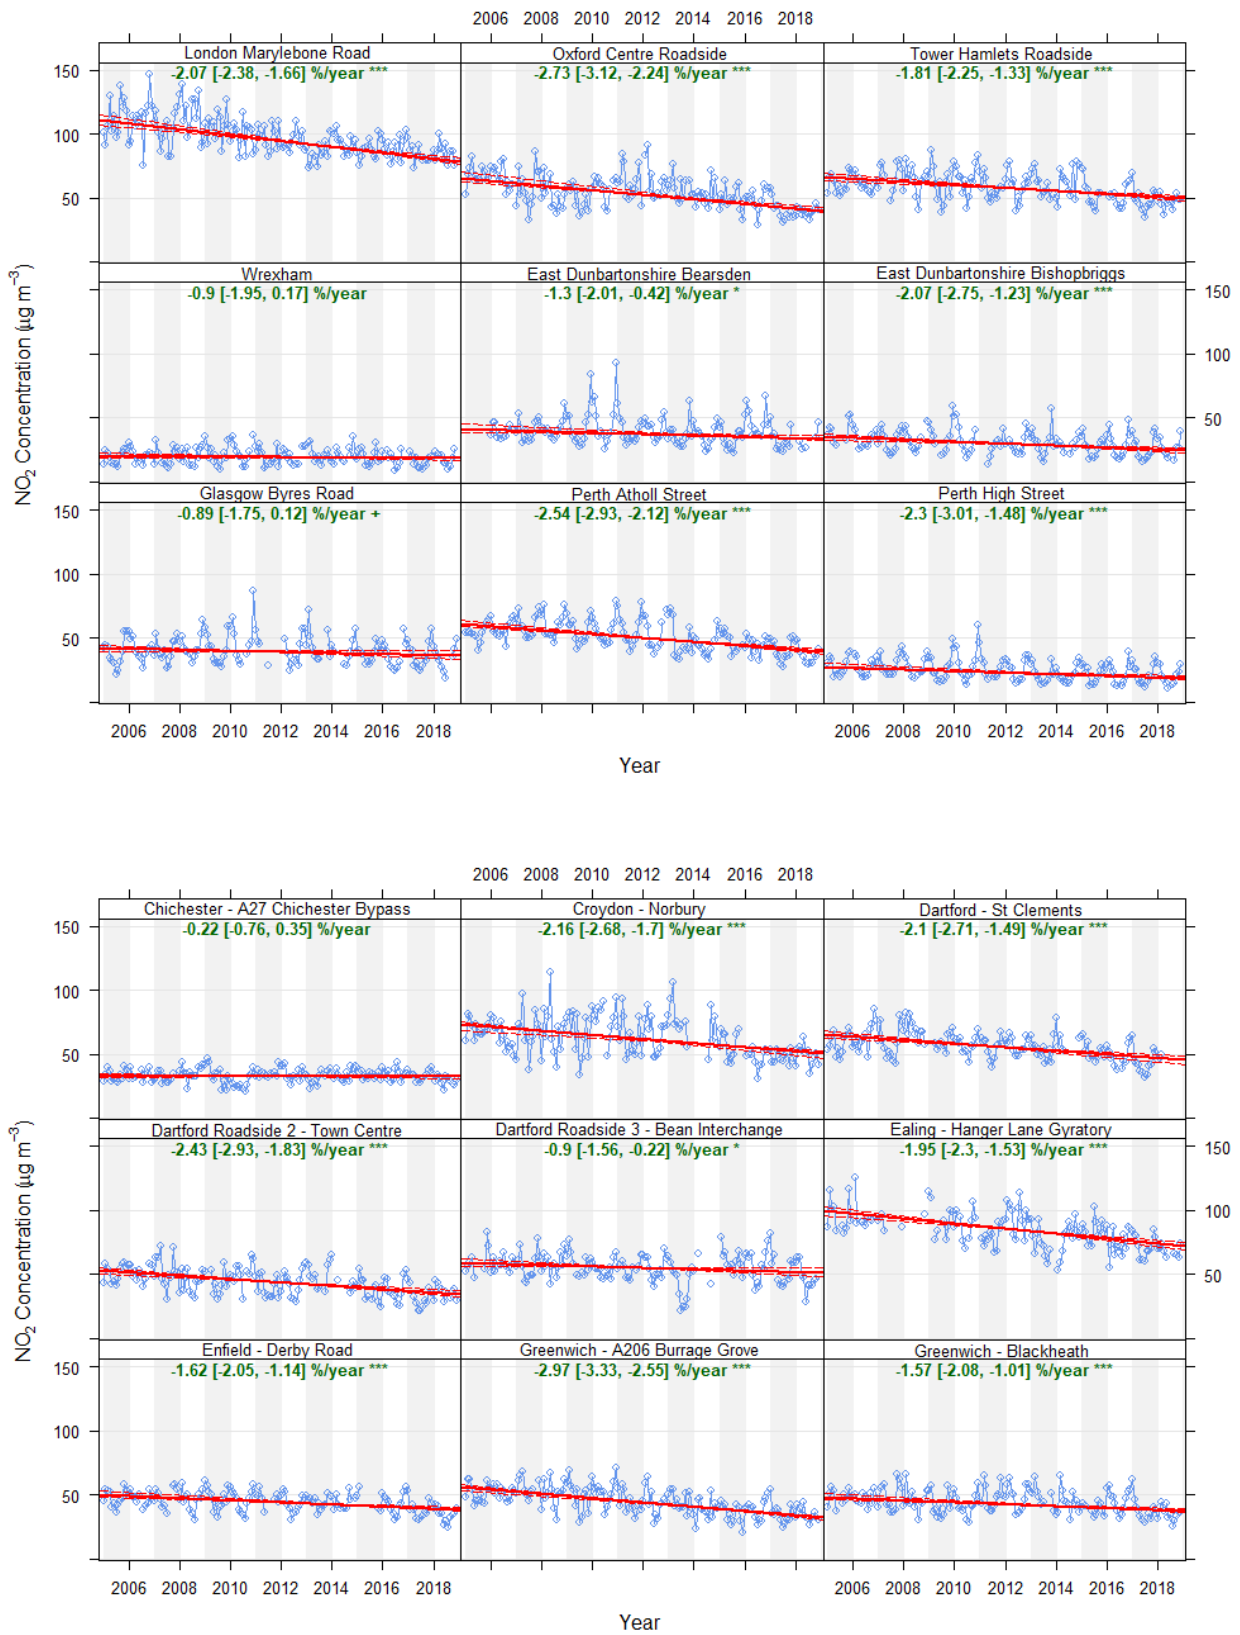 2006 2008 2010 2012 2014 2016 2018
London Marylebone Road
-2.07 [-2.38, -1.66] %/year ***
Oxford Centre Roadside
-2.73 [-3.12, -2.24] %/year ***
Tower Hamlets Roadside
-1.81 [-2.25, -1.33] %/year ***
150
100
50
Wrexham
-0.9 [-1.95, 0.17] %/year
East Dunbartonshire Bearsden
-1.3 [-2.01, -0.42] %/year *
East Dunbartonshire Bishopbriggs
-2.07 [-2.75, -1.23] %/year ***
150
100
50
NO₂ Concentration (µg m⁻³)
Glasgow Byres Road
-0.89 [-1.75, 0.12] %/year +
Perth Atholl Street
-2.54 [-2.93, -2.12] %/year ***
Perth High Street
-2.3 [-3.01, -1.48] %/year ***
150
100
50
2006 2008 2010 2012 2014 2016 2018
2006 2008 2010 2012 2014 2016 2018
Year
2006 2008 2010 2012 2014 2016 2018
Chichester - A27 Chichester Bypass
-0.22 [-0.76, 0.35] %/year
Croydon - Norbury
-2.16 [-2.68, -1.7] %/year ***
Dartford - St Clements
-2.1 [-2.71, -1.49] %/year ***
150
100
50
Dartford Roadside 2 - Town Centre
-2.43 [-2.93, -1.83] %/year ***
Dartford Roadside 3 - Bean Interchange
-0.9 [-1.56, -0.22] %/year *
Ealing - Hanger Lane Gyratory
-1.95 [-2.3, -1.53] %/year ***
150
100
50
NO₂ Concentration (µg m⁻³)
Enfield - Derby Road
-1.62 [-2.05, -1.14] %/year ***
Greenwich - A206 Burrage Grove
-2.97 [-3.33, -2.55] %/year ***
Greenwich - Blackheath
-1.57 [-2.08, -1.01] %/year ***
150
100
50
2006 2008 2010 2012 2014 2016 2018
2006 2008 2010 2012 2014 2016 2018
Year